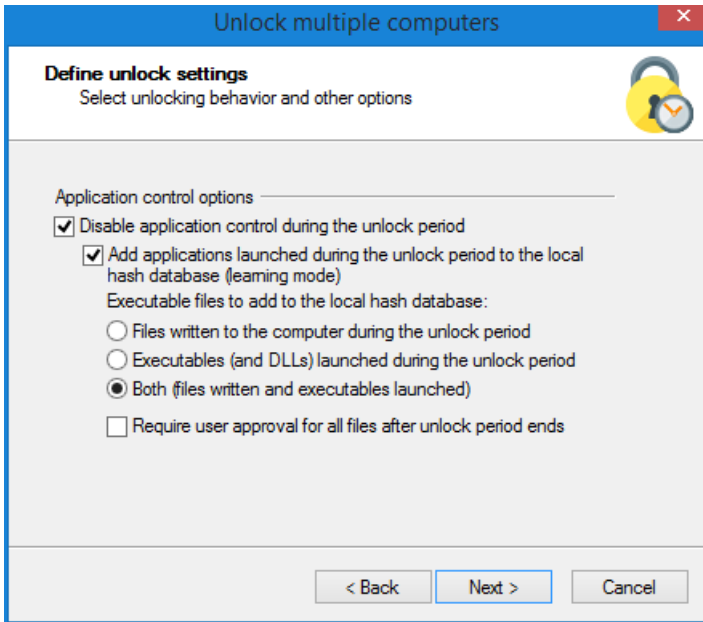 Unlock multiple computers
Define unlock settings
Select unlocking behavior and other options
Application control options
Disable application control during the unlock period
Add applications launched during the unlock period to the local
hash database (learning mode)
Executable files to add to the local hash database:
Files written to the computer during the unlock period
Executables (and DLLs) launched during the unlock period
Both (files written and executables launched)
Require user approval for all files after unlock period ends
< Back
Next >
Cancel